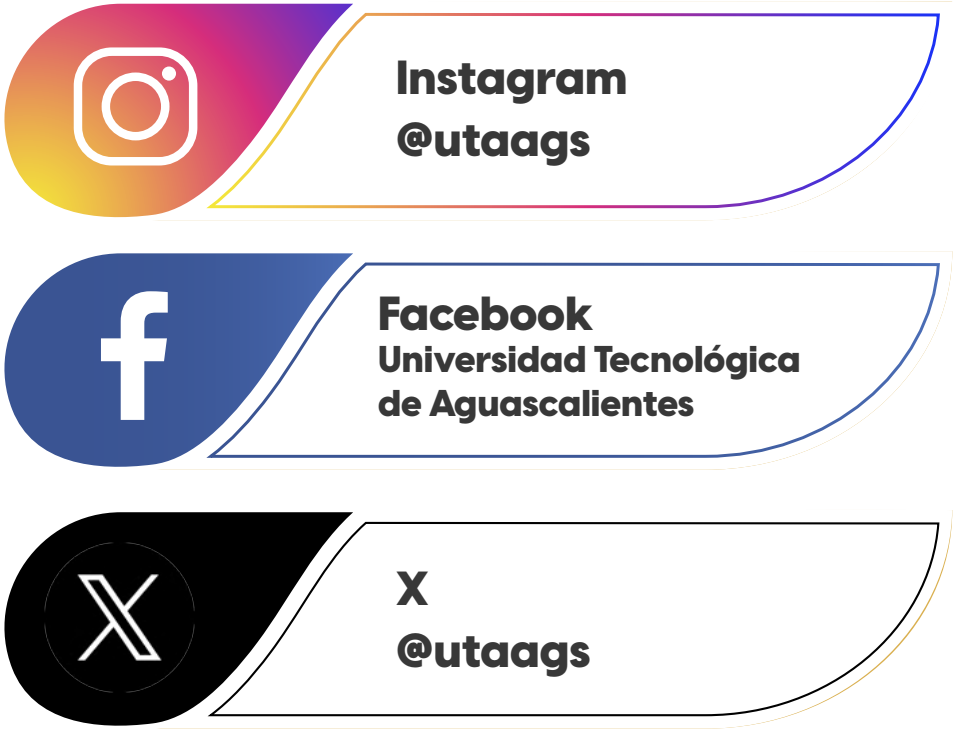 Instagram
@utaags
Facebook
Universidad Tecnológica
de Aguascalientes
X
@utaags